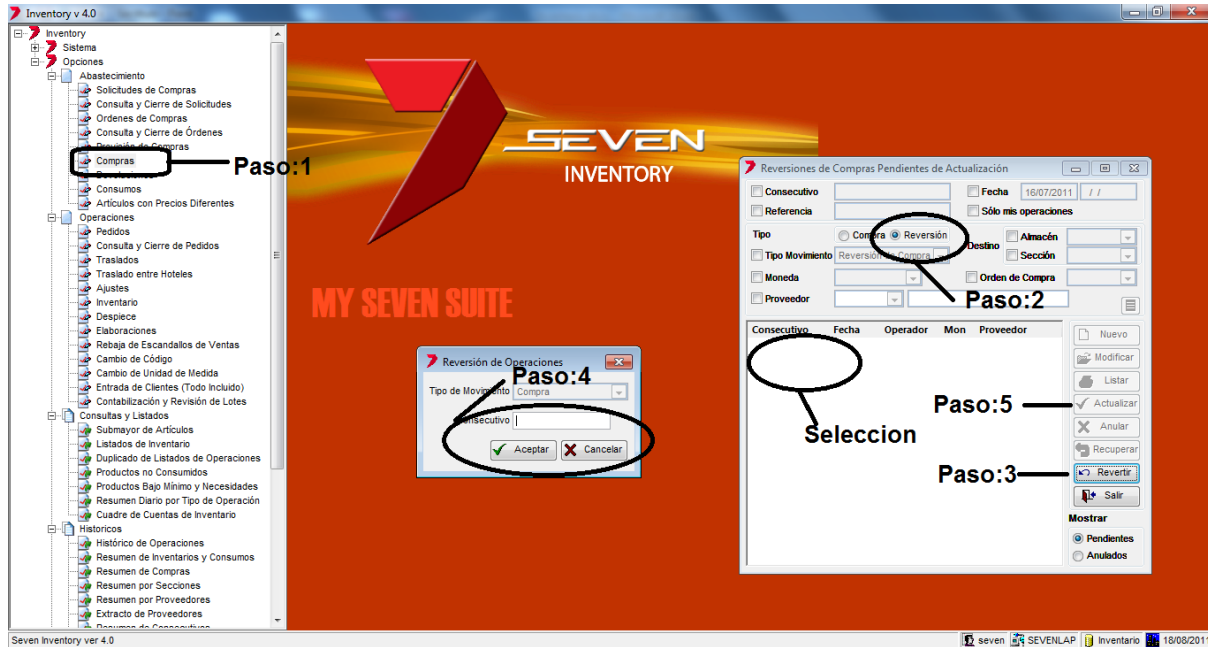 Inventory v 4.0
Inventory
Sistema
Opciones
Abastecimiento
Solicitudes de Compras
Consulta y Cierre de Solicitudes
Ordenes de Compras
Consulta y Cierre de Órdenes
Provisión de Compras
Compras
Consumos
Artículos con Precios Diferentes
Operaciones
Pedidos
Consulta y Cierre de Pedidos
Traslados
Traslado entre Hoteles
Ajustes
Inventario
Despiece
Elaboraciones
Rebaja de Escandallos de Ventas
Cambio de Código
Cambio de Unidad de Medida
Entrada de Clientes (Todo Incluido)
Contabilización y Revisión de Lotes
Consultas y Listados
Submayor de Artículos
Listados de Inventario
Duplicado de Listados de Operaciones
Productos no Consumidos
Productos Bajo Mínimo y Necesidades
Resumen Diario por Tipo de Operación
Cuadre de Cuentas de Inventario
Historicos
Histórico de Operaciones
Resumen de Inventarios y Consumos
Resumen de Compras
Resumen por Secciones
Resumen por Proveedores
Extracto de Proveedores
Resumen de Consecutivos
Paso:1
SEVEN
INVENTORY
MY SEVEN SUITE
Reversión de Operaciones
Paso:4
Tipo de Movimiento Compra
Consecutivo
Aceptar Cancelar
Reversiones de Compras Pendientes de Actualización
Consecutivo Fecha 16/07/2011 / /
Referencia Sólo mis operaciones
Tipo Compra Reversión Destino Almacén
Tipo Movimiento Reversión de Compra Sección
Moneda Orden de Compra
Proveedor
Paso:2
Consecutivo Fecha Operador Mon Proveedor
Seleccion
Nuevo
Modificar
Listar
Paso:5 Actualizar
Anular
Recuperar
Paso:3 Revertir
Salir
Mostrar
Pendientes
Anulados
Seven Inventory ver 4.0 seven SEVENLAP Inventario 18/08/2011